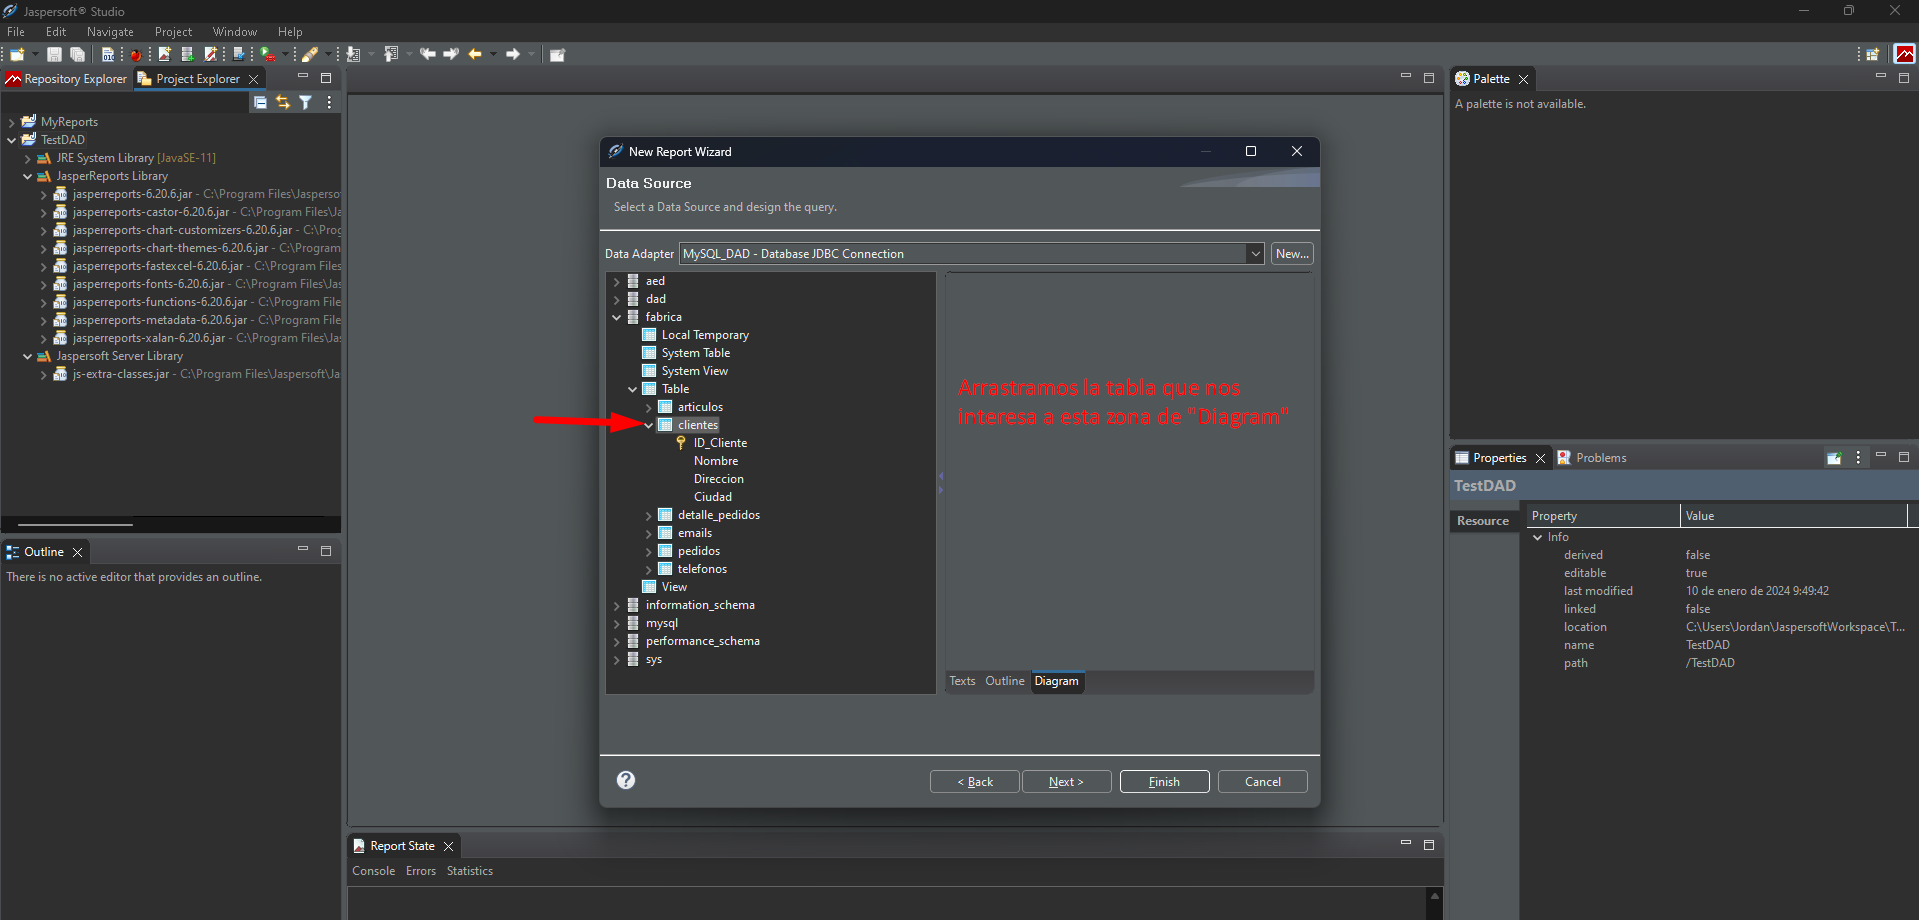 Jaspersoft® Studio
File Edit Navigate Project Window Help
Repository Explorer
Project Explorer
MyReports
TestDAD
JRE System Library [JavaSE-11]
JasperReports Library
jasperreports-6.20.6.jar - C:\Program Files\Jasperso
jasperreports-castor-6.20.6.jar - C:\Program Files\Ja
jasperreports-chart-customizers-6.20.6.jar - C:\Prog
jasperreports-chart-themes-6.20.6.jar - C:\Program
jasperreports-fastexcel-6.20.6.jar - C:\Program Files
jasperreports-fonts-6.20.6.jar - C:\Program Files\Jas
jasperreports-functions-6.20.6.jar - C:\Program File
jasperreports-metadata-6.20.6.jar - C:\Program File
jasperreports-xalan-6.20.6.jar - C:\Program Files\Ja
Jaspersoft Server Library
js-extra-classes.jar - C:\Program Files\Jaspersoft\Ja
Outline
There is no active editor that provides an outline.
New Report Wizard
Data Source
Select a Data Source and design the query.
Data Adapter MySQL_DAD - Database JDBC Connection New...
aed
dad
fabrica
Local Temporary
System Table
System View
Table
articulos
clientes
ID_Cliente
Nombre
Direccion
Ciudad
detalle_pedidos
emails
pedidos
telefonos
View
information_schema
mysql
performance_schema
sys
Arrastramos la tabla que nos
interesa a esta zona de "Diagram"
Texts Outline Diagram
< Back Next > Finish Cancel
Report State
Console Errors Statistics
Palette
A palette is not available.
Properties Problems
TestDAD
Resource
Property Value
Info
derived false
editable true
last modified 10 de enero de 2024 9:49:42
linked false
location C:\Users\Jordan\JaspersoftWorkspace\T...
name TestDAD
path /TestDAD